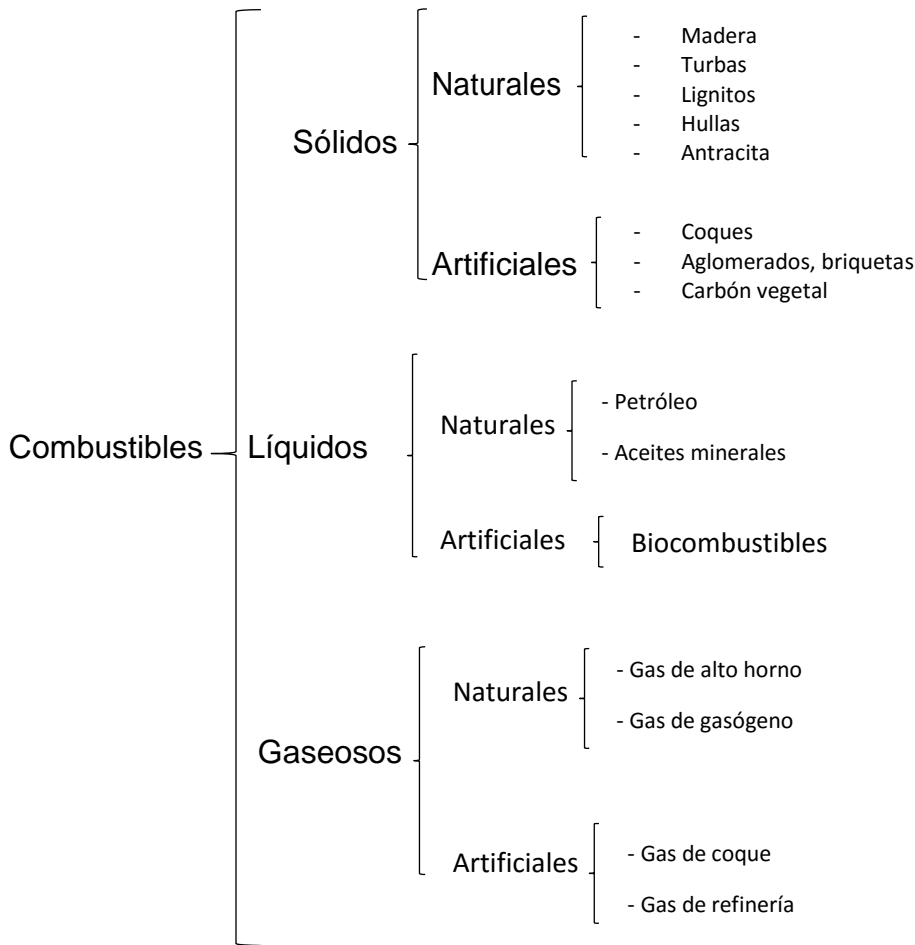 Combustibles
Sólidos
Naturales
- Madera
- Turbas
- Lignitos
- Hullas
- Antracita
Artificiales
- Coques
- Aglomerados, briquetas
- Carbón vegetal
Líquidos
Naturales
- Petróleo
- Aceites minerales
Artificiales
Biocombustibles
Gaseosos
Naturales
- Gas de alto horno
- Gas de gasógeno
Artificiales
- Gas de coque
- Gas de refinería